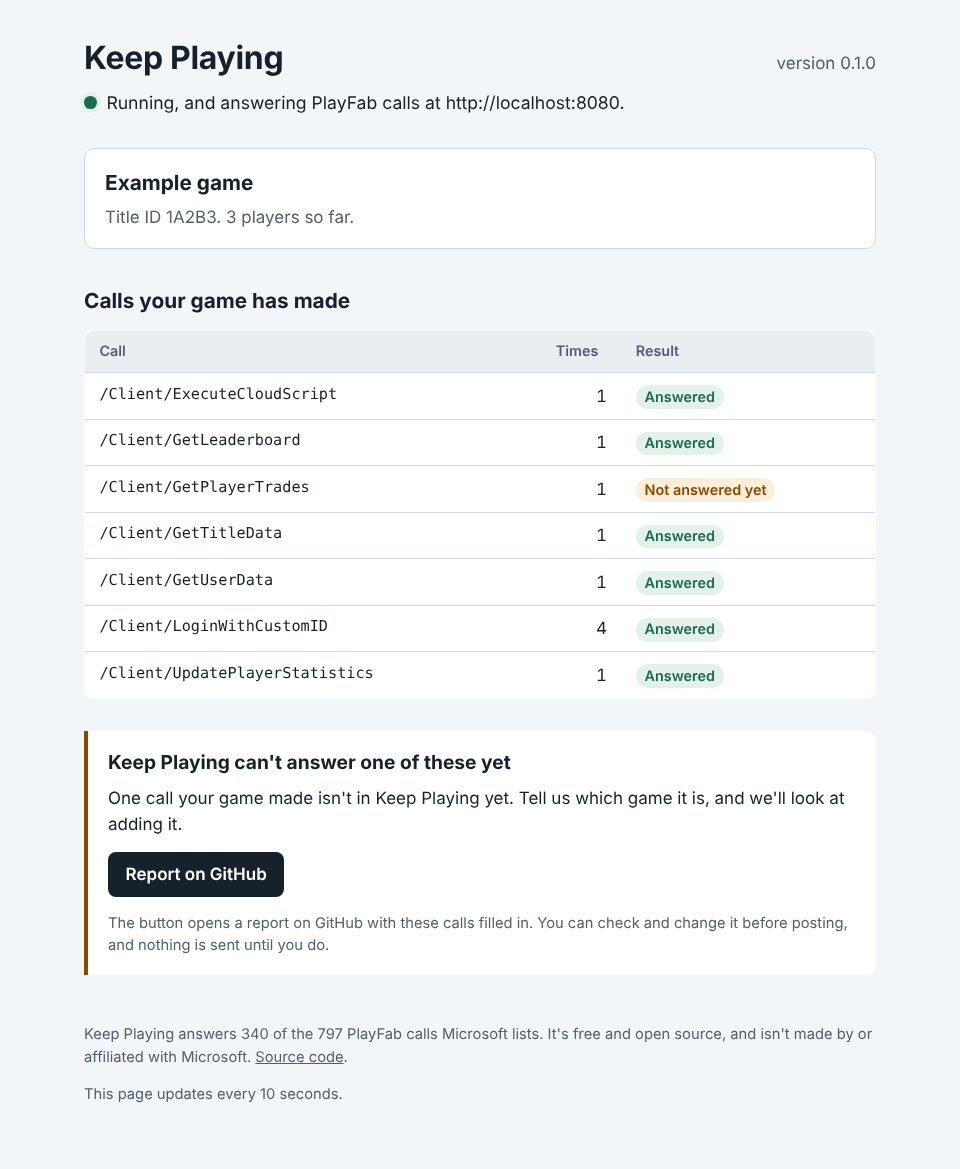 Keep Playing
version 0.1.0
Running, and answering PlayFab calls at http://localhost:8080.
Example game
Title ID 1A2B3. 3 players so far.
Calls your game has made
Call Times Result
/Client/ExecuteCloudScript 1 Answered
/Client/GetLeaderboard 1 Answered
/Client/GetPlayerTrades 1 Not answered yet
/Client/GetTitleData 1 Answered
/Client/GetUserData 1 Answered
/Client/LoginWithCustomID 4 Answered
/Client/UpdatePlayerStatistics 1 Answered
Keep Playing can't answer one of these yet
One call your game made isn't in Keep Playing yet. Tell us which game it is, and we'll look at
adding it.
Report on GitHub
The button opens a report on GitHub with these calls filled in. You can check and change it before posting,
and nothing is sent until you do.
Keep Playing answers 340 of the 797 PlayFab calls Microsoft lists. It's free and open source, and isn't made by or
affiliated with Microsoft. Source code.
This page updates every 10 seconds.